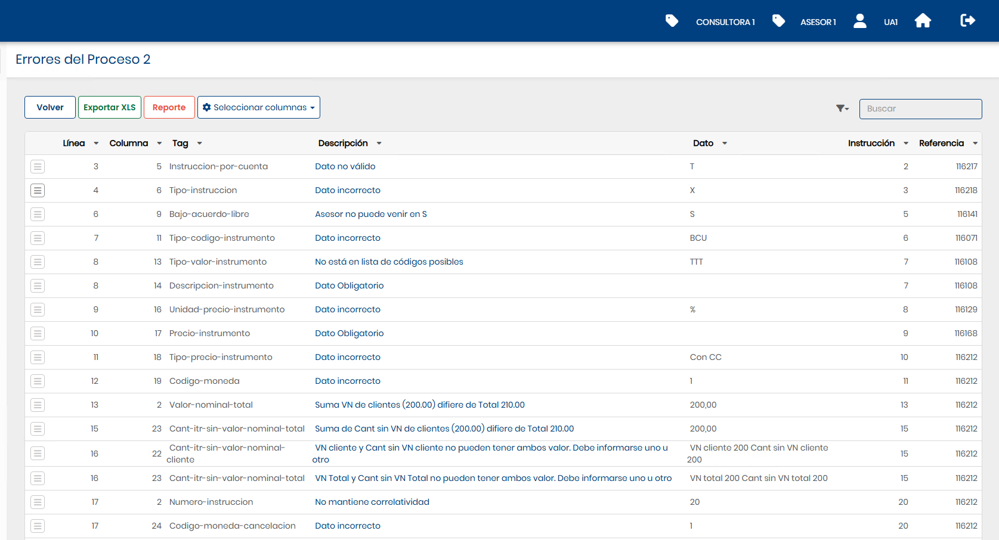 CONSULTORA 1 ASESOR 1 UA1
Errores del Proceso 2
Volver Exportar XLS Reporte Seleccionar columnas Buscar
Línea Columna Tag Descripción Dato Instrucción Referencia
3 5 Instruccion-por-cuenta Dato no válido T 2 116217
4 6 Tipo-instruccion Dato incorrecto X 3 116218
6 9 Bajo-acuerdo-libre Asesor no puede venir en S S 5 116141
7 11 Tipo-codigo-instrumento Dato incorrecto BCU 6 116071
8 13 Tipo-valor-instrumento No está en lista de códigos posibles TTT 7 116108
8 14 Descripcion-instrumento Dato Obligatorio 7 116108
9 16 Unidad-precio-instrumento Dato incorrecto % 8 116129
10 17 Precio-instrumento Dato Obligatorio 9 116168
11 18 Tipo-precio-instrumento Dato incorrecto Con CC 10 116212
12 19 Codigo-moneda Dato incorrecto 1 11 116212
13 2 Valor-nominal-total Suma VN de clientes (200.00) difiere de Total 210.00 200,00 13 116212
15 23 Cant-itr-sin-valor-nominal-total Suma de Cant sin VN de clientes (200.00) difiere de Total 210.00 200,00 15 116212
16 22 Cant-itr-sin-valor-nominal- VN cliente y Cant sin VN cliente no pueden tener ambos valor. Debe informarse uno u VN cliente 200 Cant sin VN cliente 15 116212
cliente otro 200
16 23 Cant-itr-sin-valor-nominal-total VN Total y Cant sin VN Total no pueden tener ambos valor. Debe informarse uno u otro VN total 200 Cant sin VN total 200 15 116212
17 2 Numero-instruccion No mantiene correlatividad 20 20 116212
17 24 Codigo-moneda-cancelacion Dato incorrecto 1 20 116212